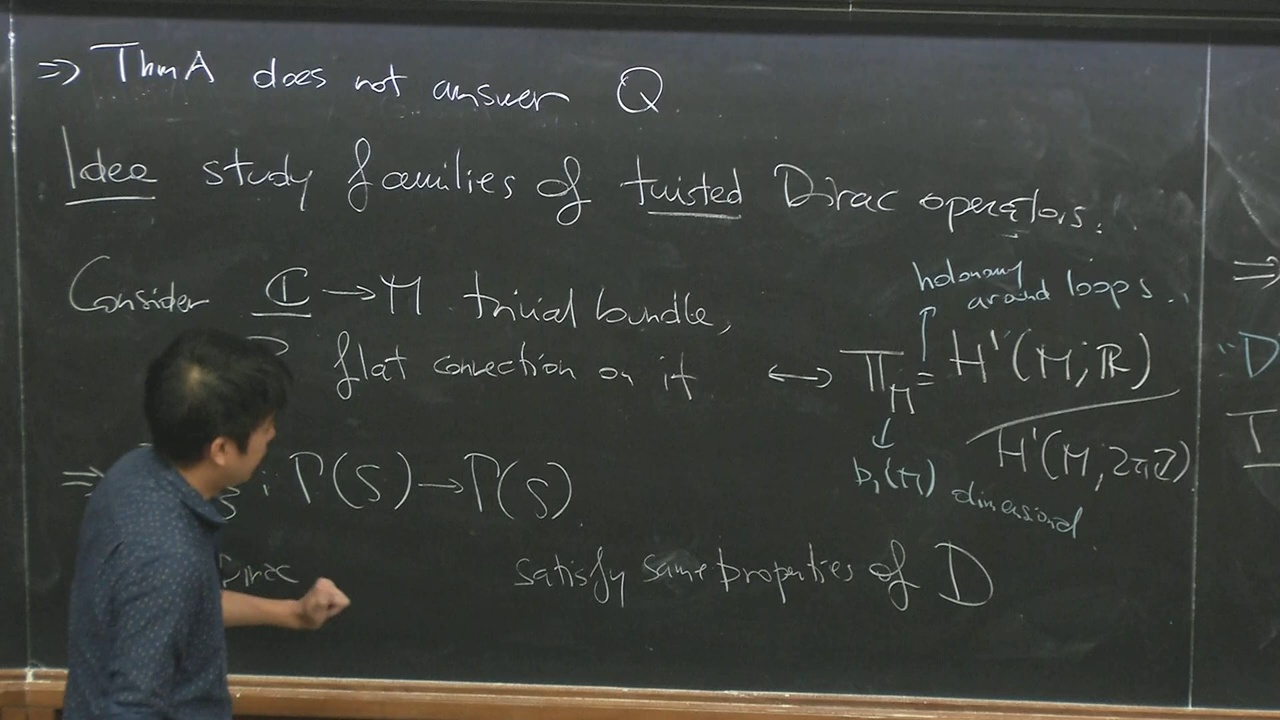 ⇒ Thm A does not answer Q
Idea study families of twisted Dirac operators.
Consider ℂ → M trivial bundle,
flat connection on it ↔ 𝕋_M = H¹(M; ℝ) / H¹(M, 2πℤ)
holonomy around loops.
b₁(M) dimensional
⇒ B : Γ(S) → Γ(S).
Dirac satisfy same properties of D
⇒
"D